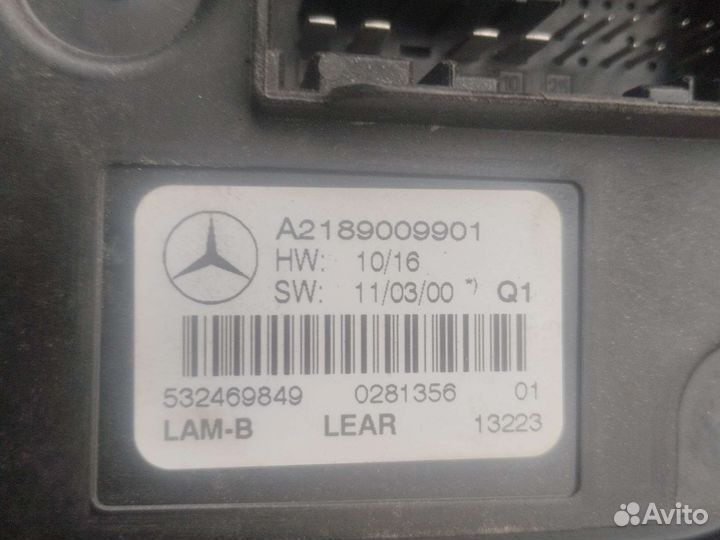 A2189009901
HW: 10/16
SW: 11/03/00 *) Q1
532469849 0281356 01
LAM-B LEAR 13223
Avito